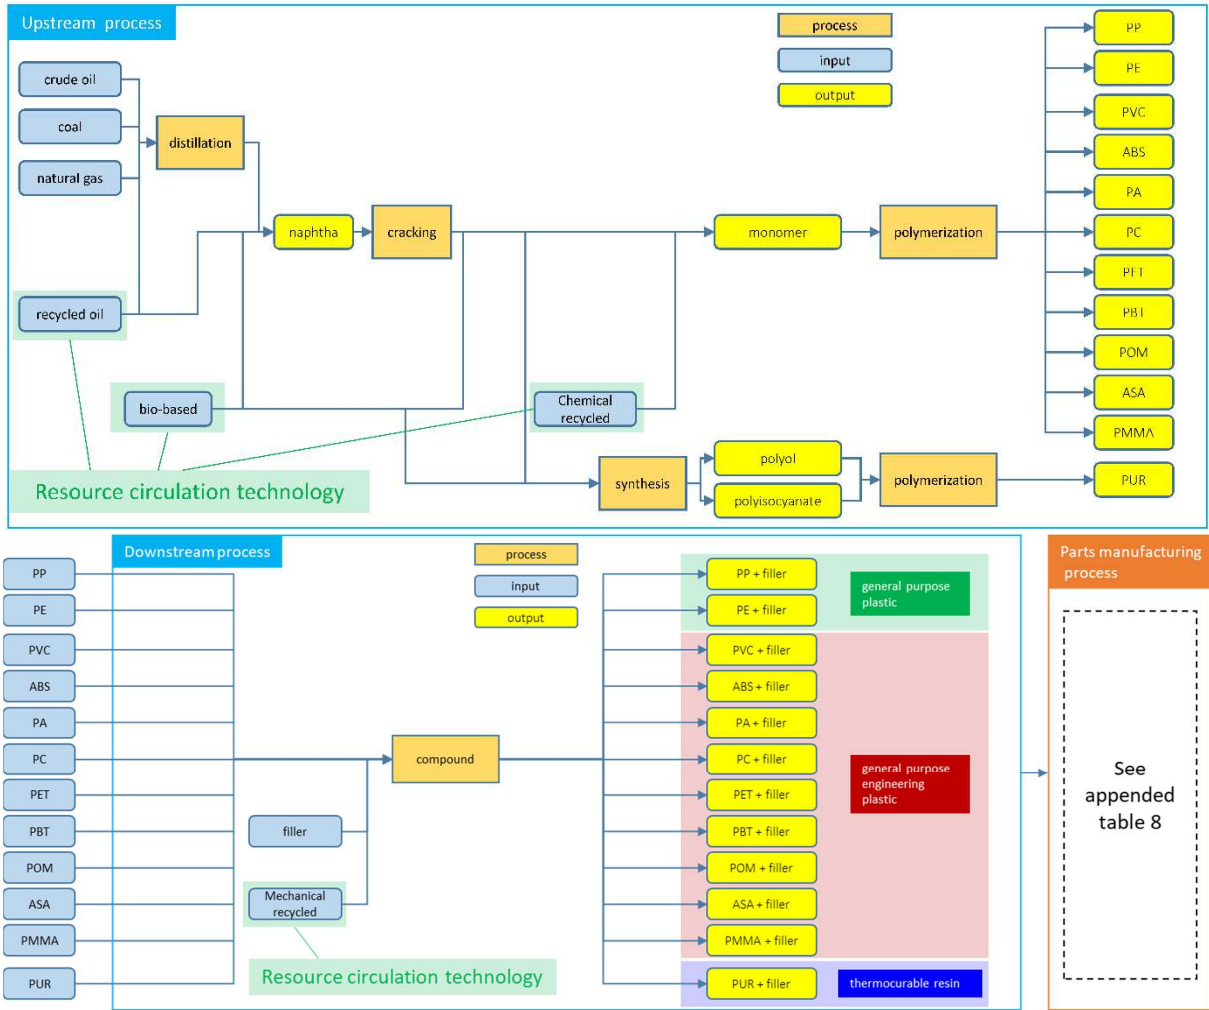 Upstream process
process
input
output
crude oil
coal
natural gas
recycled oil
distillation
naphtha
cracking
monomer
polymerization
PP
PE
PVC
ABS
PA
PC
PET
PBT
POM
ASA
PMMA
bio-based
Chemical
recycled
Resource circulation technology
synthesis
polyol
polyisocyanate
polymerization
PUR
Downstream process
process
input
output
PP
PE
PVC
ABS
PA
PC
PET
PBT
POM
ASA
PMMA
PUR
filler
Mechanical
recycled
Resource circulation technology
compound
PP + filler
PE + filler
PVC + filler
ABS + filler
PA + filler
PC + filler
PET + filler
PBT + filler
POM + filler
ASA + filler
PMMA + filler
PUR + filler
general purpose
plastic
general purpose
engineering
plastic
thermocurable resin
Parts manufacturing
process
See
appended
table 8